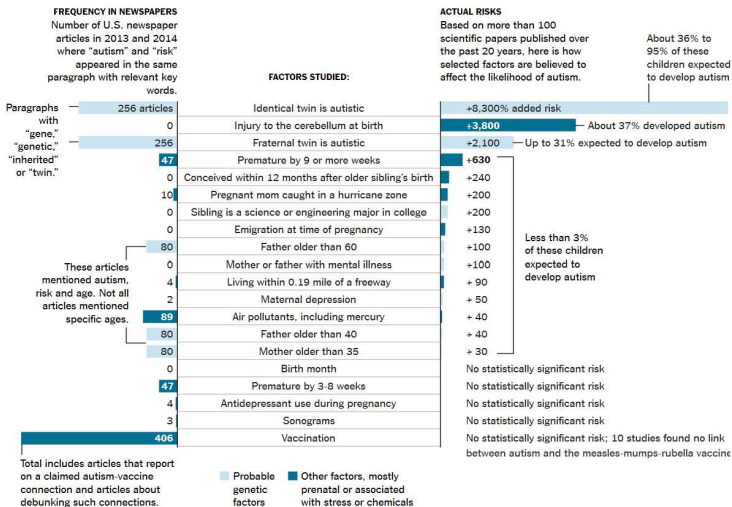 FREQUENCY IN NEWSPAPERS
Number of U.S. newspaper
articles in 2013 and 2014
where "autism" and "risk"
appeared in the same
paragraph with relevant key
words.
FACTORS STUDIED:
ACTUAL RISKS
Based on more than 100
scientific papers published over
the past 20 years, here is how
selected factors are believed to
affect the likelihood of autism.
About 36% to
95% of these
children expected
to develop autism
Paragraphs
with
"gene,"
"genetic,"
"inherited"
or "twin."
256 articles Identical twin is autistic +8,300% added risk
0 Injury to the cerebellum at birth +3,800 About 37% developed autism
256 Fraternal twin is autistic +2,100 Up to 31% expected to develop autism
47 Premature by 9 or more weeks +630
0 Conceived within 12 months after older sibling's birth +240
10 Pregnant mom caught in a hurricane zone +200
0 Sibling is a science or engineering major in college +200
0 Emigration at time of pregnancy +130
80 Father older than 60 +100
0 Mother or father with mental illness +100
4 Living within 0.19 mile of a freeway + 90
2 Maternal depression + 50
89 Air pollutants, including mercury + 40
80 Father older than 40 + 40
80 Mother older than 35 + 30
Less than 3%
of these children
expected to
develop autism
These articles
mentioned autism,
risk and age. Not all
articles mentioned
specific ages.
0 Birth month No statistically significant risk
47 Premature by 3-8 weeks No statistically significant risk
4 Antidepressant use during pregnancy No statistically significant risk
3 Sonograms No statistically significant risk
406 Vaccination No statistically significant risk; 10 studies found no link
between autism and the measles-mumps-rubella vaccine
Total includes articles that report
on a claimed autism-vaccine
connection and articles about
debunking such connections.
Probable
genetic
factors
Other factors, mostly
prenatal or associated
with stress or chemicals